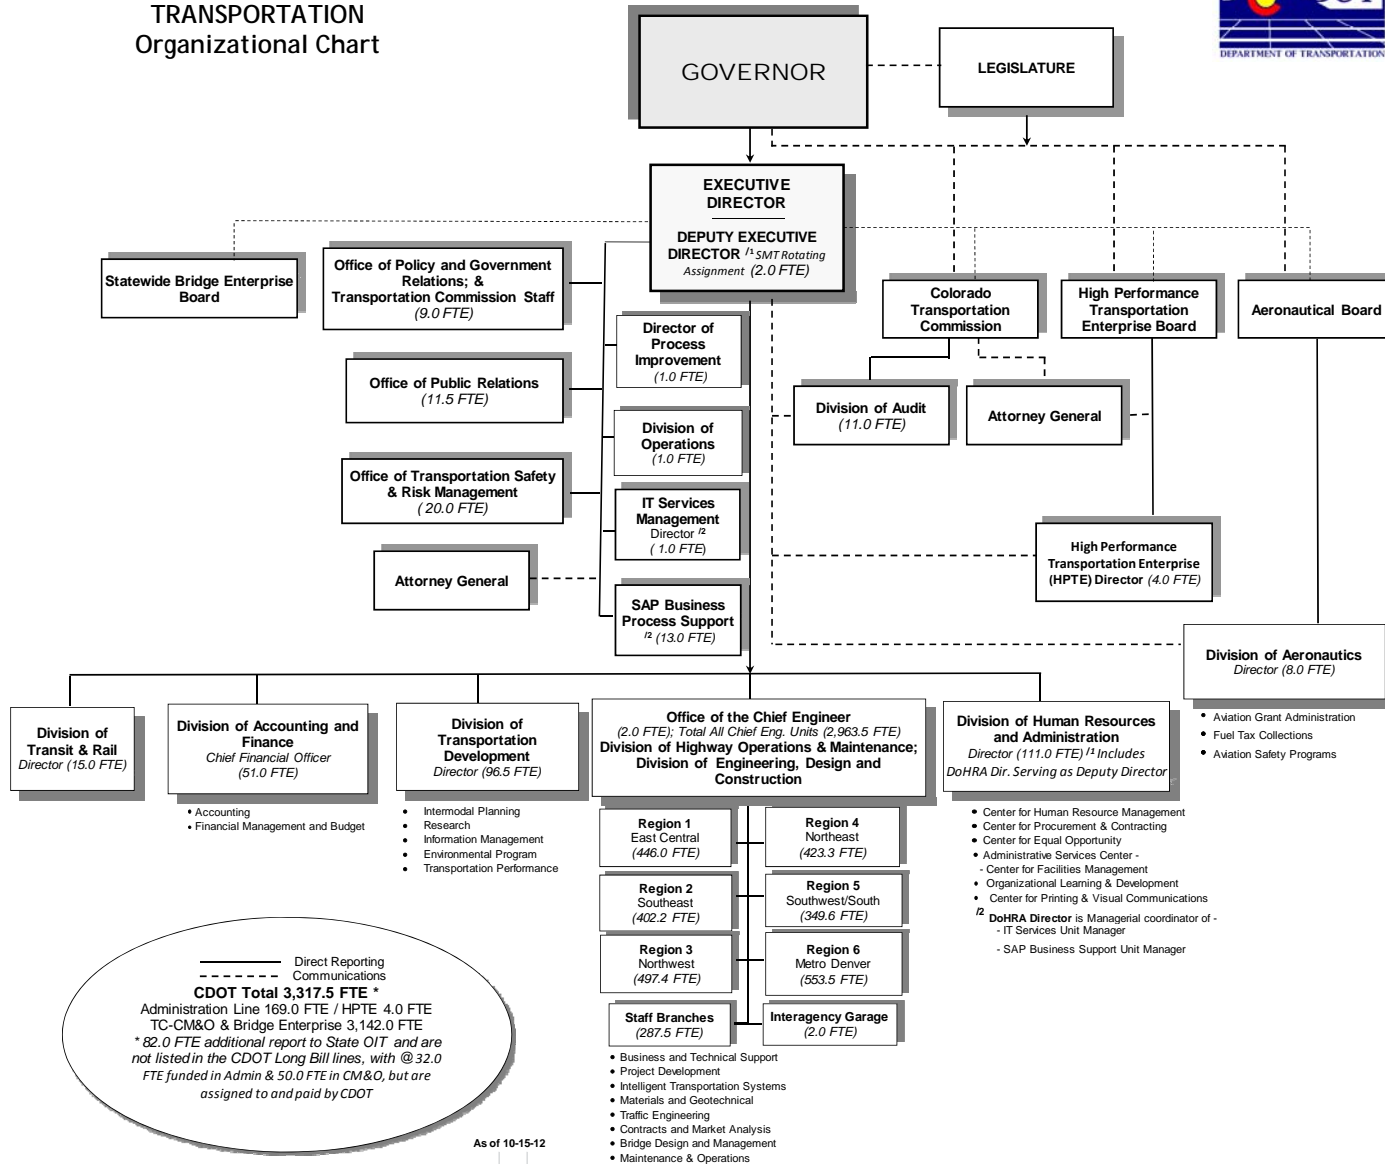 TRANSPORTATION
Organizational Chart
DEPARTMENT OF TRANSPORTATION
GOVERNOR
LEGISLATURE
EXECUTIVE
DIRECTOR
DEPUTY EXECUTIVE
DIRECTOR /1 SMT Rotating
Assignment (2.0 FTE)
Statewide Bridge Enterprise
Board
Office of Policy and Government
Relations; &
Transportation Commission Staff
(9.0 FTE)
Colorado
Transportation
Commission
High Performance
Transportation
Enterprise Board
Aeronautical Board
Director of
Process
Improvement
(1.0 FTE)
Office of Public Relations
(11.5 FTE)
Division of Audit
(11.0 FTE)
Attorney General
Division of
Operations
(1.0 FTE)
Office of Transportation Safety
& Risk Management
( 20.0 FTE)
IT Services
Management
Director /2
( 1.0 FTE)
High Performance
Transportation Enterprise
(HPTE) Director (4.0 FTE)
Attorney General
SAP Business
Process Support
/2 (13.0 FTE)
Division of Aeronautics
Director (8.0 FTE)
• Aviation Grant Administration
• Fuel Tax Collections
• Aviation Safety Programs
Division of
Transit & Rail
Director (15.0 FTE)
Division of Accounting and
Finance
Chief Financial Officer
(51.0 FTE)
• Accounting
• Financial Management and Budget
Division of
Transportation
Development
Director (96.5 FTE)
• Intermodal Planning
• Research
• Information Management
• Environmental Program
• Transportation Performance
Office of the Chief Engineer
(2.0 FTE); Total All Chief Eng. Units (2,963.5 FTE)
Division of Highway Operations & Maintenance;
Division of Engineering, Design and
Construction
Division of Human Resources
and Administration
Director (111.0 FTE) /1 Includes
DoHRA Dir. Serving as Deputy Director
• Center for Human Resource Management
• Center for Procurement & Contracting
• Center for Equal Opportunity
• Administrative Services Center -
- Center for Facilities Management
• Organizational Learning & Development
• Center for Printing & Visual Communications
/2 DoHRA Director is Managerial coordinator of -
- IT Services Unit Manager
- SAP Business Support Unit Manager
Region 1
East Central
(446.0 FTE)
Region 4
Northeast
(423.3 FTE)
Region 2
Southeast
(402.2 FTE)
Region 5
Southwest/South
(349.6 FTE)
Region 3
Northwest
(497.4 FTE)
Region 6
Metro Denver
(553.5 FTE)
Staff Branches
(287.5 FTE)
Interagency Garage
(2.0 FTE)
• Business and Technical Support
• Project Development
• Intelligent Transportation Systems
• Materials and Geotechnical
• Traffic Engineering
• Contracts and Market Analysis
• Bridge Design and Management
• Maintenance & Operations
Direct Reporting
Communications
CDOT Total 3,317.5 FTE *
Administration Line 169.0 FTE / HPTE 4.0 FTE
TC-CM&O & Bridge Enterprise 3,142.0 FTE
* 82.0 FTE additional report to State OIT and are
not listed in the CDOT Long Bill lines, with @ 32.0
FTE funded in Admin & 50.0 FTE in CM&O, but are
assigned to and paid by CDOT
As of 10-15-12